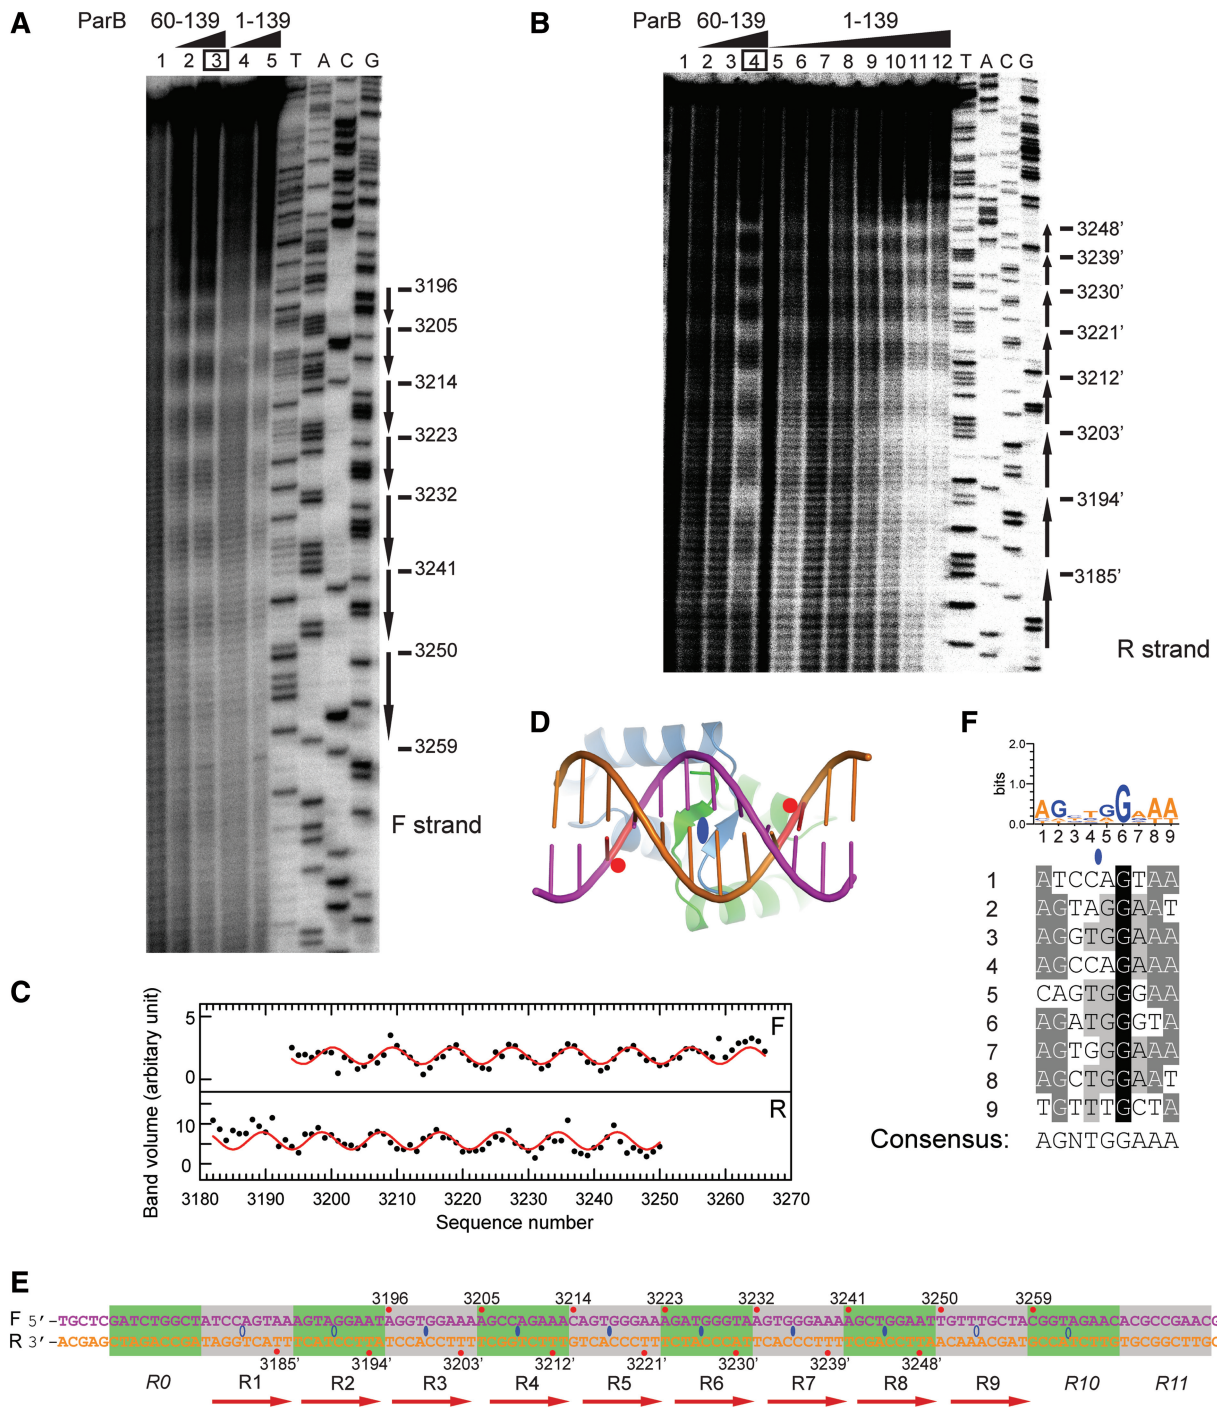 A
ParB 60-139 1-139
1 2 3 4 5 T A C G
3196
3205
3214
3223
3232
3241
3250
3259
F strand
B
ParB 60-139 1-139
1 2 3 4 5 6 7 8 9 10 11 12 T A C G
3248’
3239’
3230’
3221’
3212’
3203’
3194’
3185’
R strand
C
Band volume (arbitary unit)
5
0
F
10
0
R
3180 3190 3200 3210 3220 3230 3240 3250 3260 3270
Sequence number
D
F
2.0
1.0
0.0
bits
AG TGGAAA
1 2 3 4 5 6 7 8 9
1 ATCCAGTAA
2 AGTAGGAAT
3 AGGTGGAAA
4 AGCCAGAAA
5 CAGTGGGAA
6 AGATGGGTA
7 AGTGGGAAA
8 AGCTGGAAT
9 TGTTTGCTA
Consensus: AGNTGGAAA
E
3196 3205 3214 3223 3232 3241 3250 3259
F 5’-TGCTCGATCTGGCTATCCAGTAAAGTAGGAATAGGTGGAAAAGCCAGAAACAGTGGGAAAGATGGGTAAGTGGGAAAAGCTGGAATTGTTTGCTACGGTAGAACACGCCGAACG
R 3’-ACGAGCTAGACCGATAGGTCATTTCATCCTTATCCACCTTTTCGGTCTTTGTCACCCTTTCTACCCATTCACCCTTTTCGACCTTAACAAACGATGCCATCTTGTGCGGCTTGC
3185’ 3194’ 3203’ 3212’ 3221’ 3230’ 3239’ 3248’
R0 R1 R2 R3 R4 R5 R6 R7 R8 R9 R10 R11